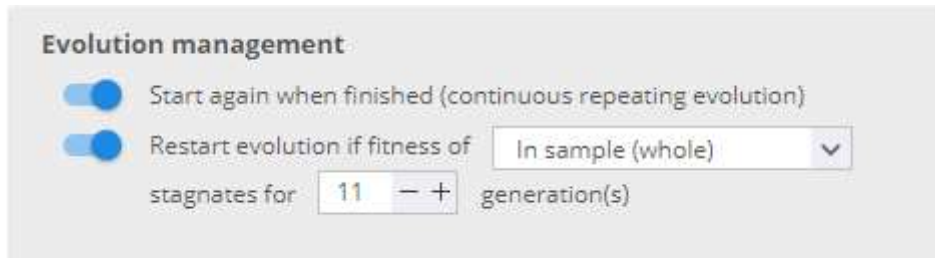 Evolution management
Start again when finished (continuous repeating evolution)
Restart evolution if fitness of In sample (whole)
stagnates for 11 − + generation(s)